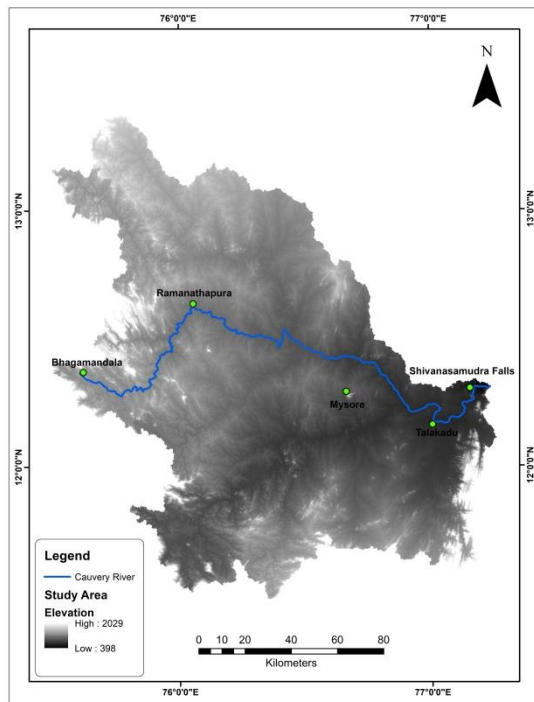 76°0'0"E 77°0'0"E
N
13°0'0"N 13°0'0"N
Ramanathapura
Bhagamandala
Shivanasamudra Falls
Mysore
Talakadu
12°0'0"N 12°0'0"N
Legend
Cauvery River
Study Area
Elevation
High : 2029
Low : 398
0 5 10 20 40 60 80
Kilometers
76°0'0"E 77°0'0"E